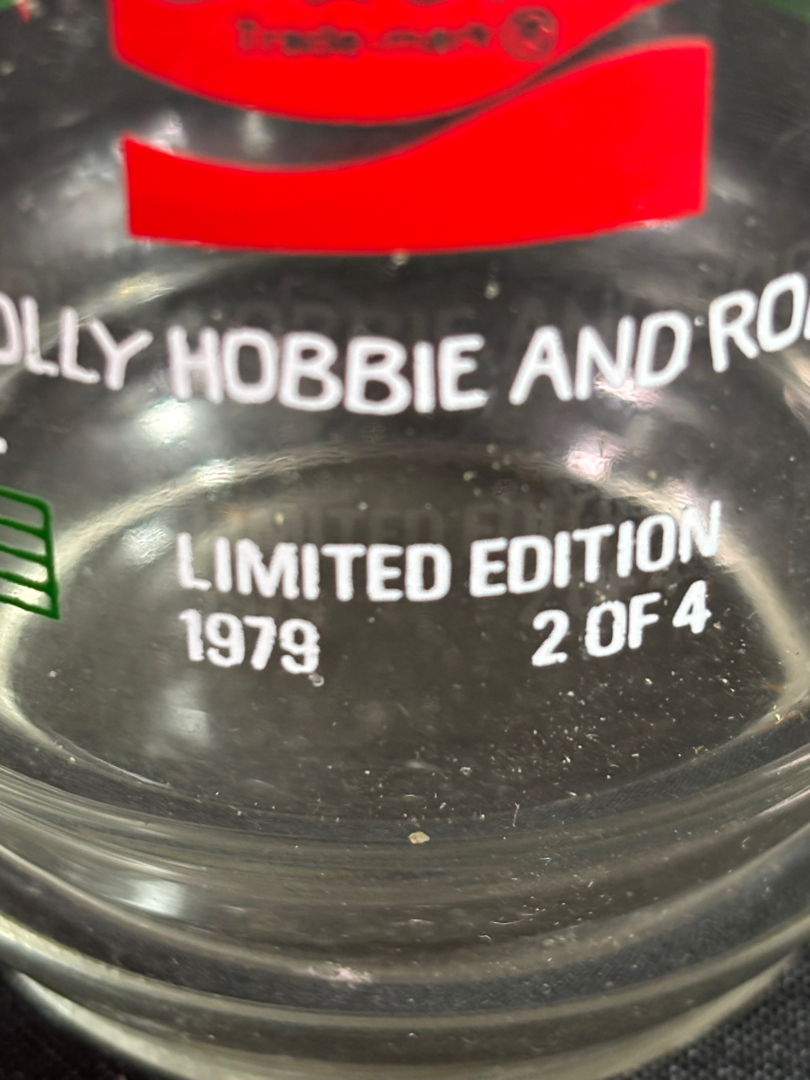 Trade-mark ®
OLLY HOBBIE AND RO
LIMITED EDITION
1979 2 OF 4